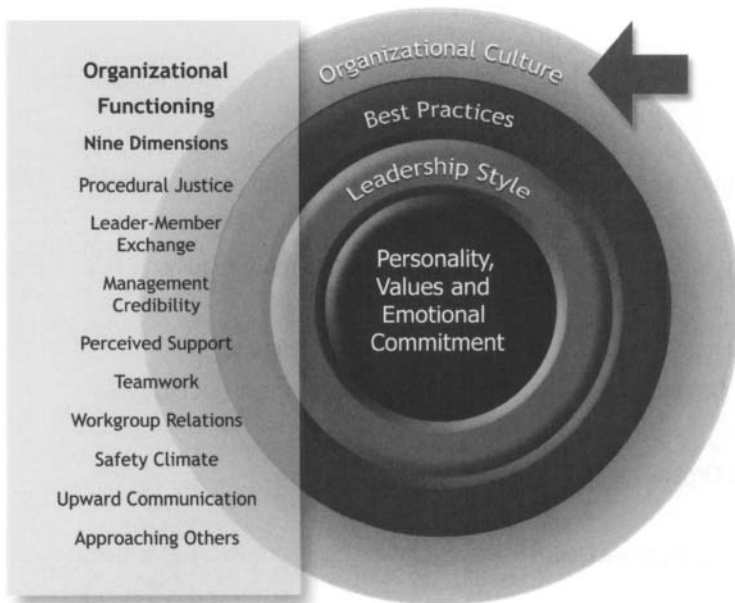 Organizational
Functioning
Nine Dimensions
Procedural Justice
Leader-Member
Exchange
Management
Credibility
Perceived Support
Teamwork
Workgroup Relations
Safety Climate
Upward Communication
Approaching Others
Organizational Culture
Best Practices
Leadership Style
Personality,
Values and
Emotional
Commitment